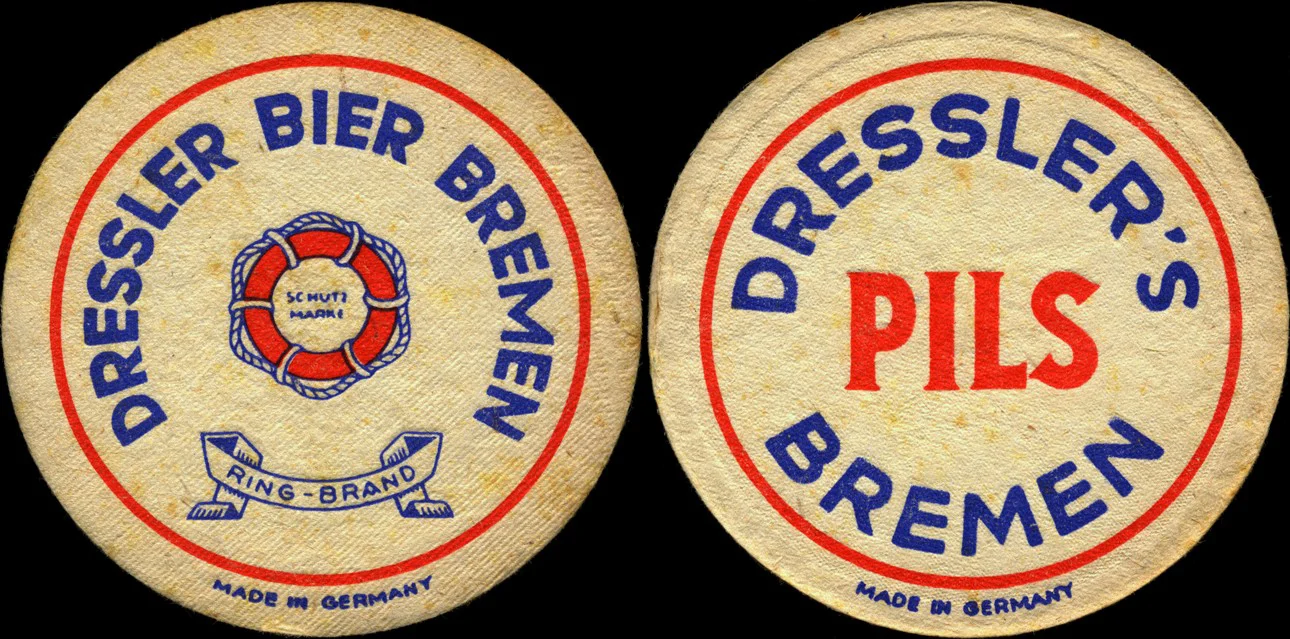 DRESSLER BIER BREMEN
SCHUTZ
MARKE
RING-BRAND
MADE IN GERMANY
DRESSLER'S
PILS
BREMEN
MADE IN GERMANY